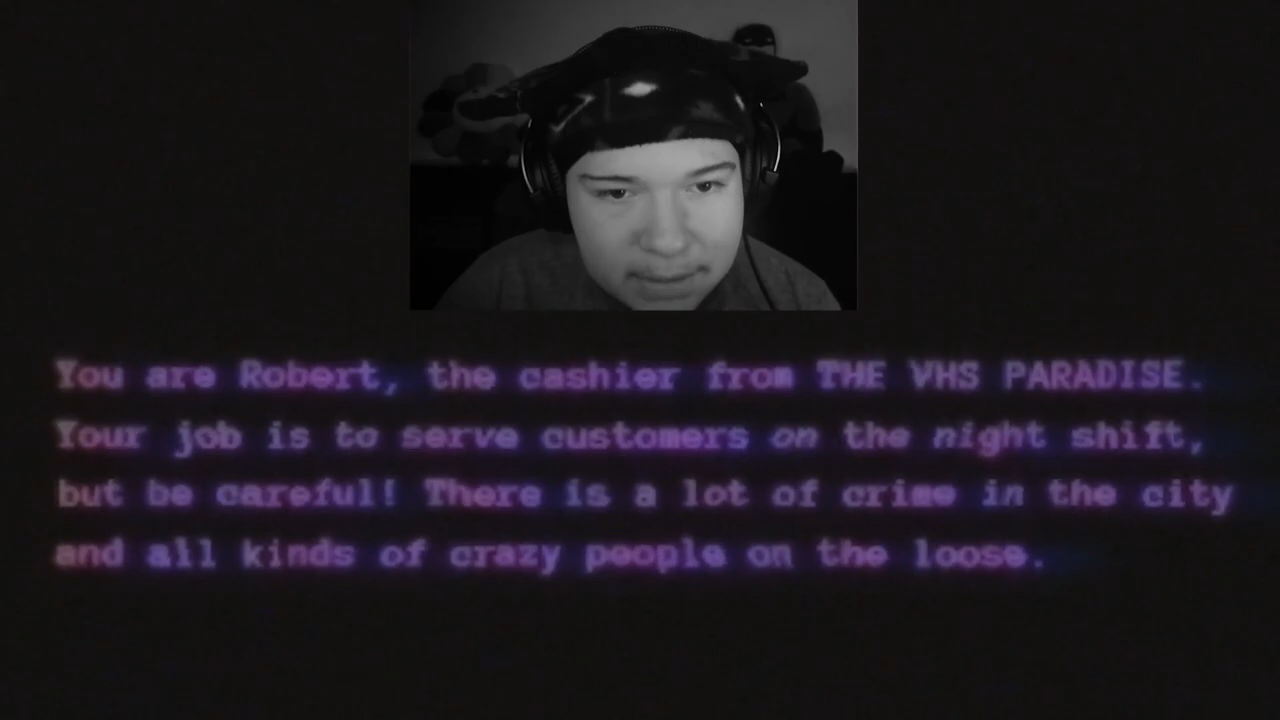 You are Robert, the cashier from THE VHS PARADISE.
Your job is to serve customers on the night shift,
but be careful! There is a lot of crime in the city
and all kinds of crazy people on the loose.